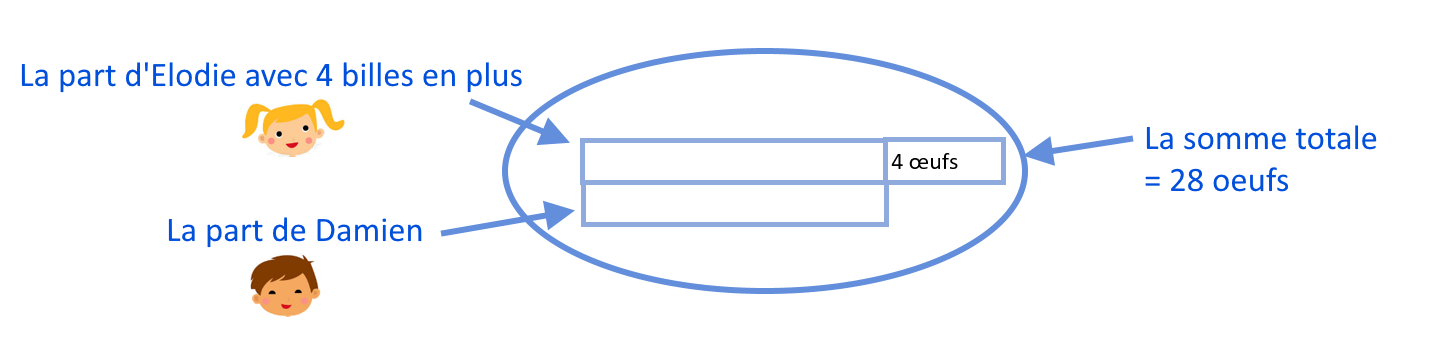 La part d'Elodie avec 4 billes en plus
4 œufs
La somme totale
= 28 oeufs
La part de Damien